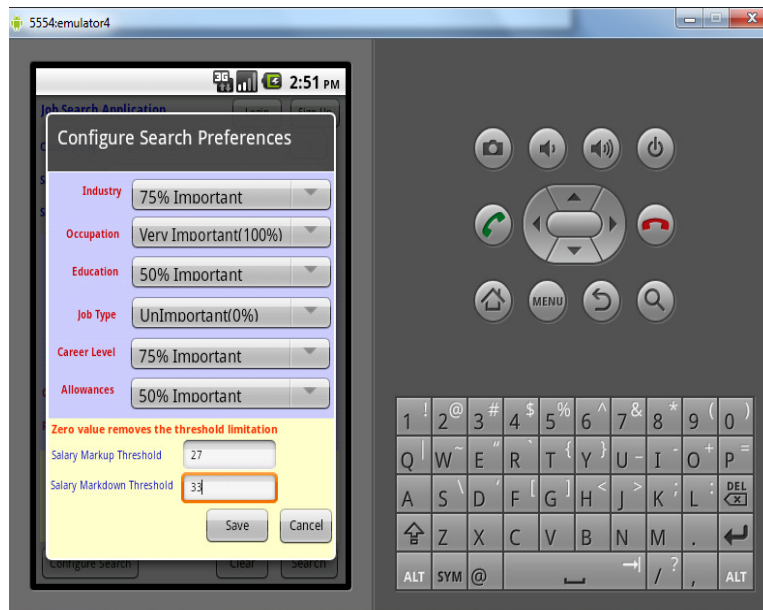 5554:emulator4
3G 2:51 PM
Job Search Application
Configure Search Preferences
Industry 75% Important
Occupation Very Important(100%)
Education 50% Important
Job Type UnImportant(0%)
Career Level 75% Important
Allowances 50% Important
Zero value removes the threshold limitation
Salary Markup Threshold 27
Salary Markdown Threshold 33
Save Cancel
Configure Search Clear Search
MENU
1 ! 2 @ 3 # 4 $ 5 % 6 ^ 7 & 8 * 9 ( 0 )
Q | W ~ E " R ` T { Y } U - I - O + P =
A S \ D ' F [ G ] H < J > K ; L : DEL
Z X C V B N M .
ALT SYM @ / ? , ALT